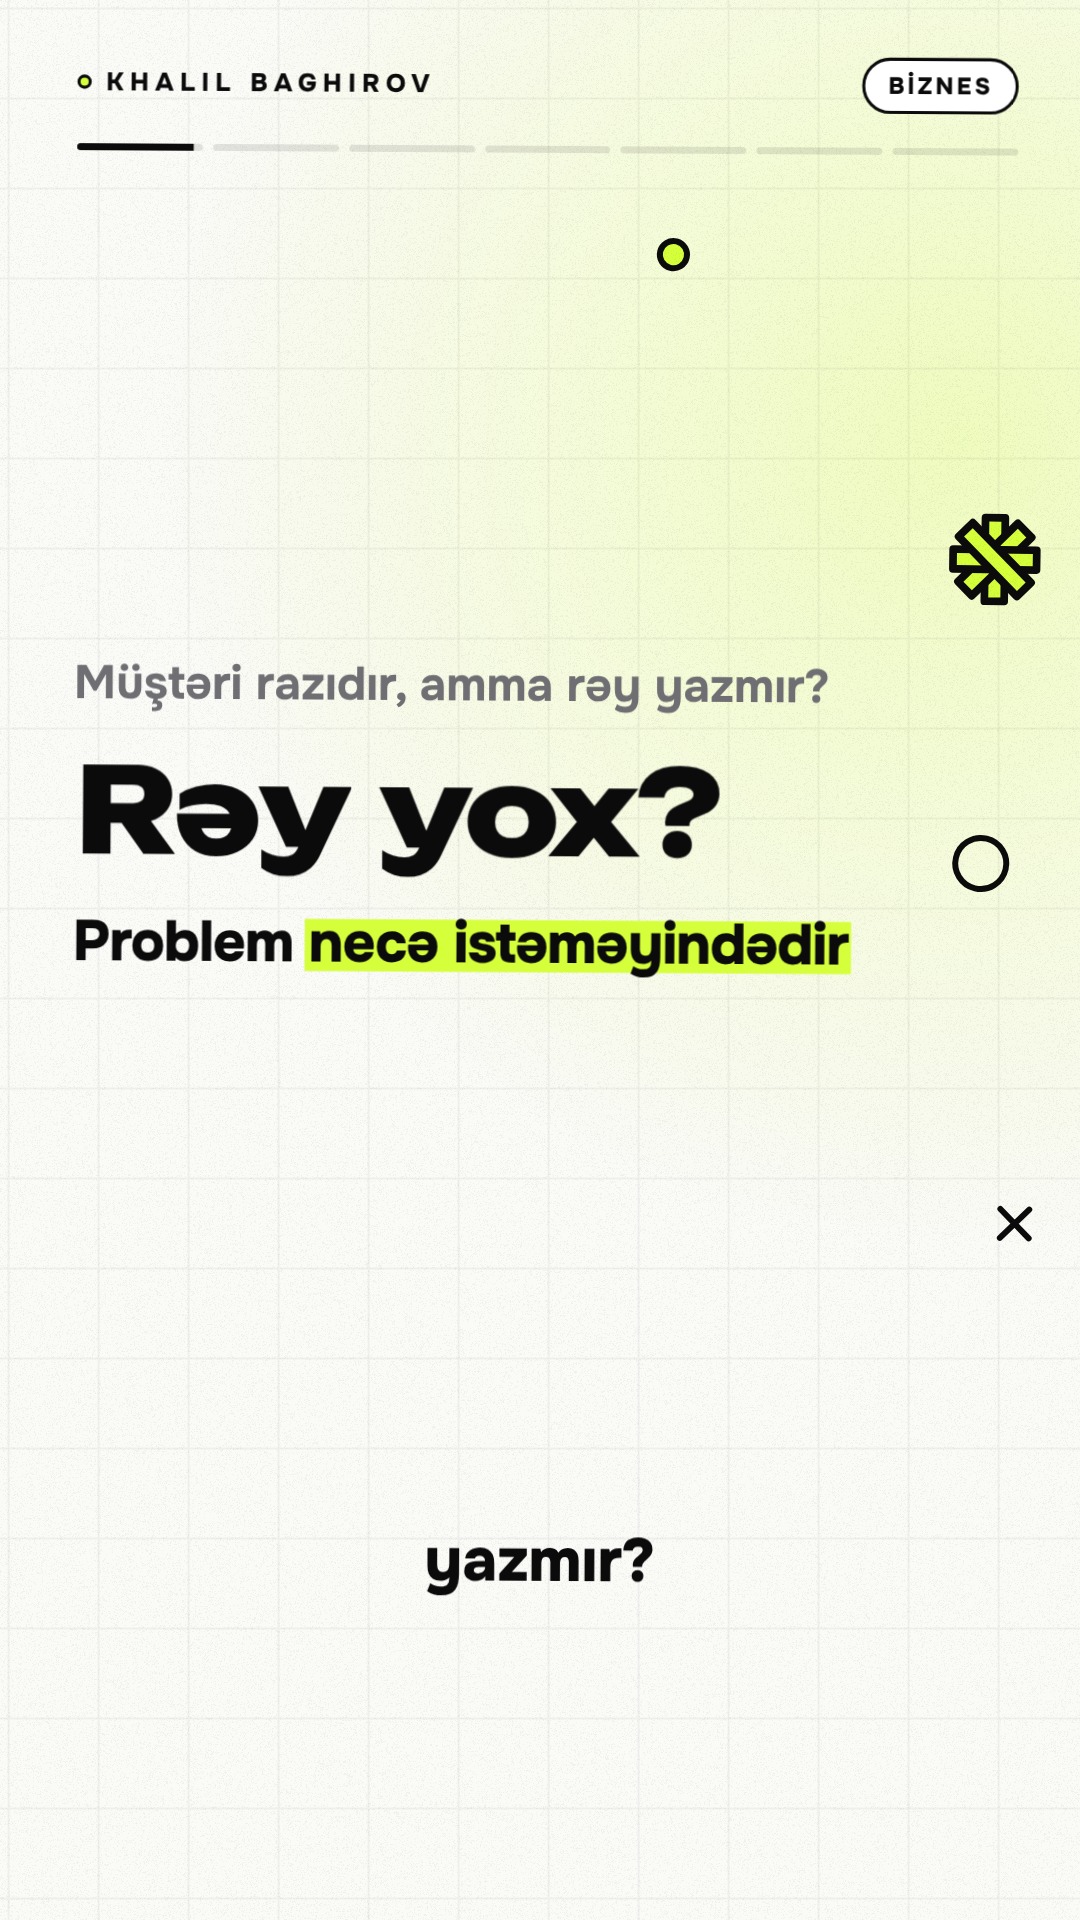 KHALIL BAGHIROV
BİZNES
Müştəri razıdır, amma rəy yazmır?
Rəy yox?
Problem necə istəməyindədir
yazmır?